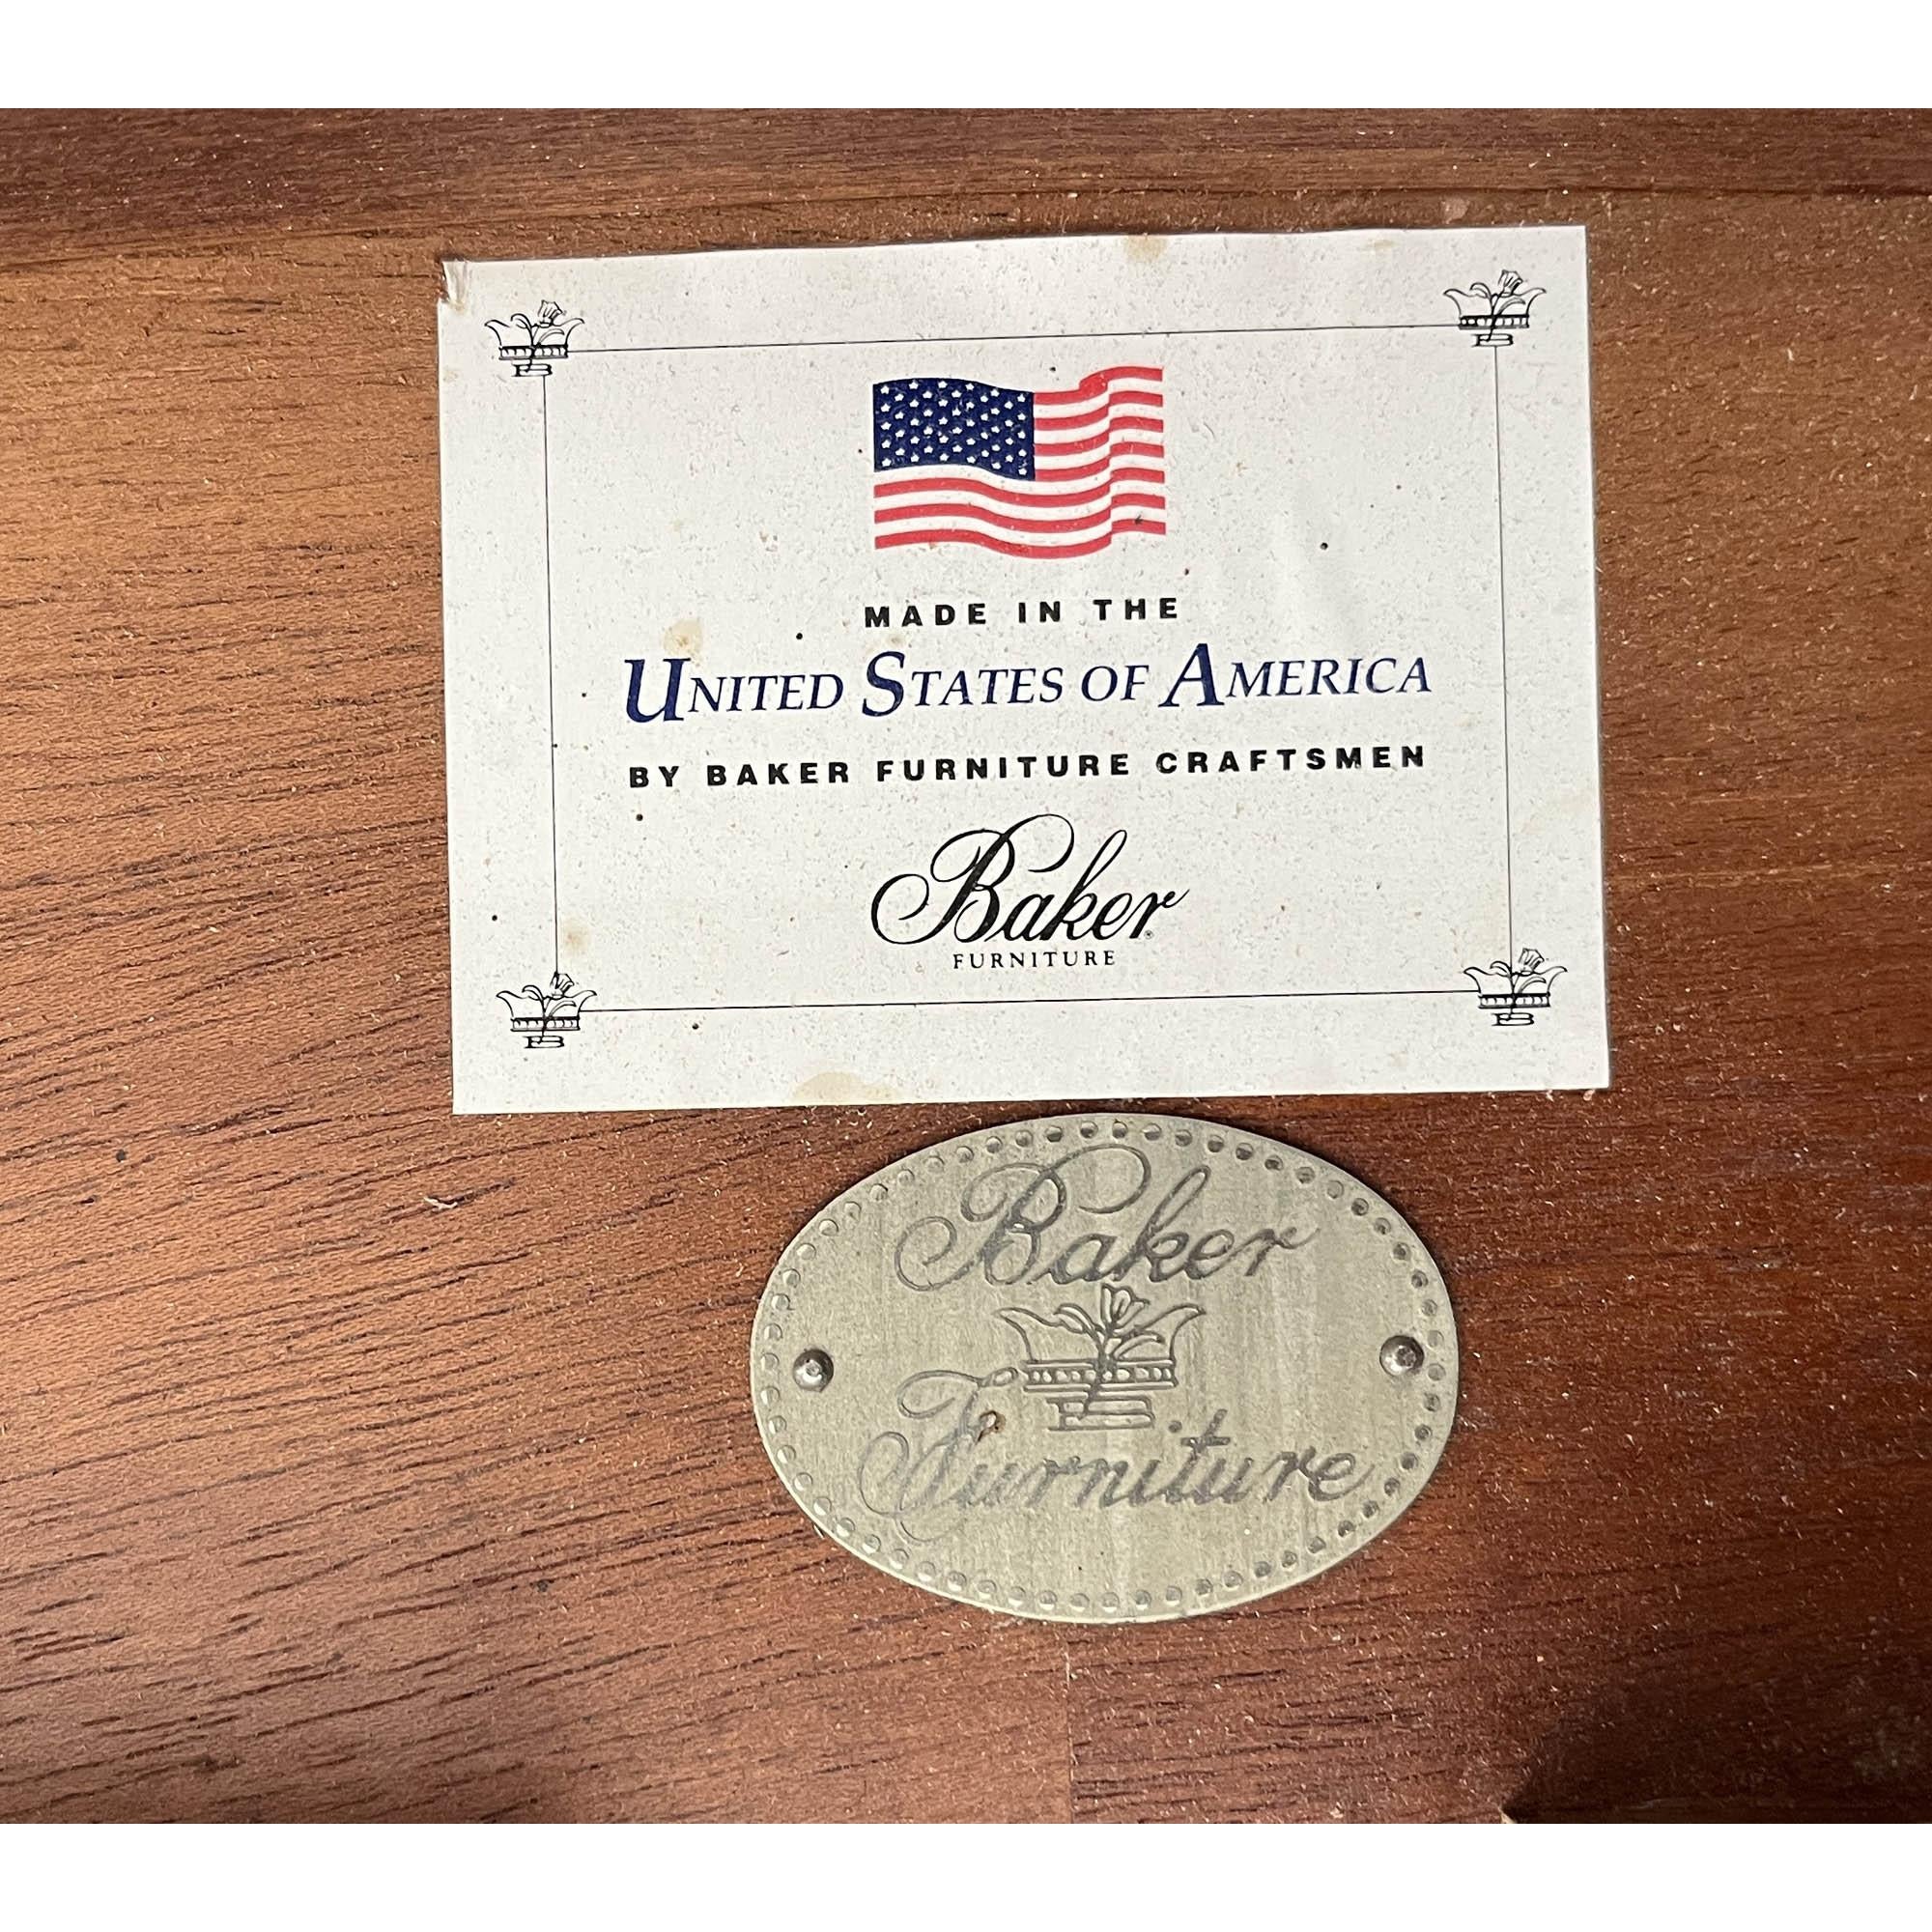 MADE IN THE
UNITED STATES OF AMERICA
BY BAKER FURNITURE CRAFTSMEN
Baker
FURNITURE
Baker
Furniture